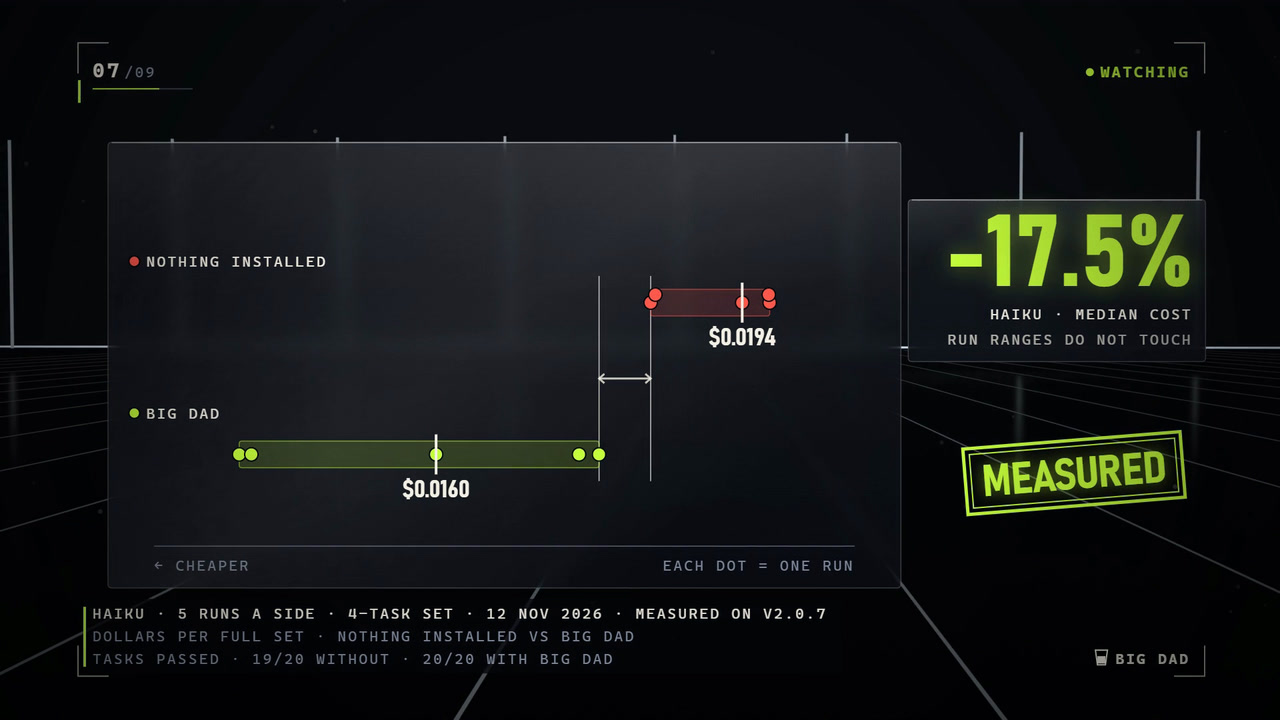 07/09
WATCHING
-17.5%
HAIKU · MEDIAN COST
RUN RANGES DO NOT TOUCH
NOTHING INSTALLED
$0.0194
BIG DAD
$0.0160
MEASURED
← CHEAPER
EACH DOT = ONE RUN
HAIKU · 5 RUNS A SIDE · 4-TASK SET · 12 NOV 2026 · MEASURED ON V2.0.7
DOLLARS PER FULL SET · NOTHING INSTALLED VS BIG DAD
TASKS PASSED · 19/20 WITHOUT · 20/20 WITH BIG DAD
BIG DAD